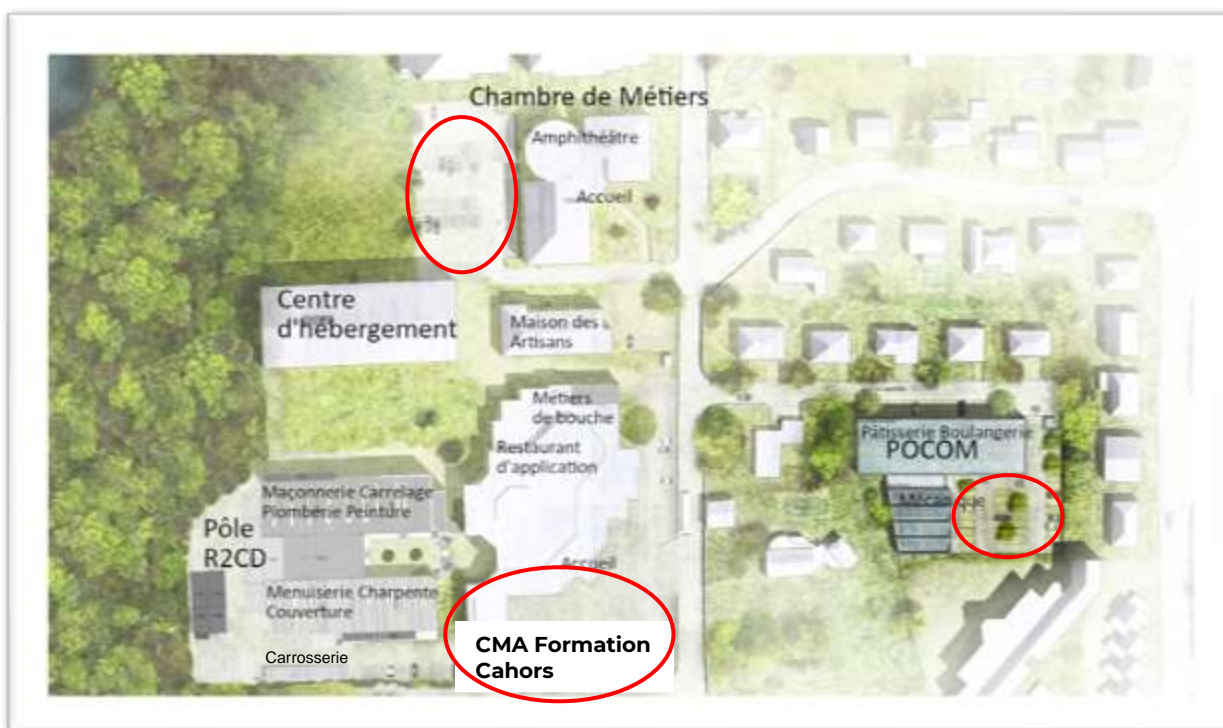 Chambre de Métiers
Amphithéâtre
Accueil
Centre
d'hébergement
Maison des
Artisans
Métiers
de bouche
Restaurant
d'application
Pâtisserie Boulangerie
POCOM
Mécanique
Maçonnerie Carrelage
Plomberie Peinture
Pôle
R2CD
Accueil
Menuiserie Charpente
Couverture
CMA Formation
Cahors
Carrosserie